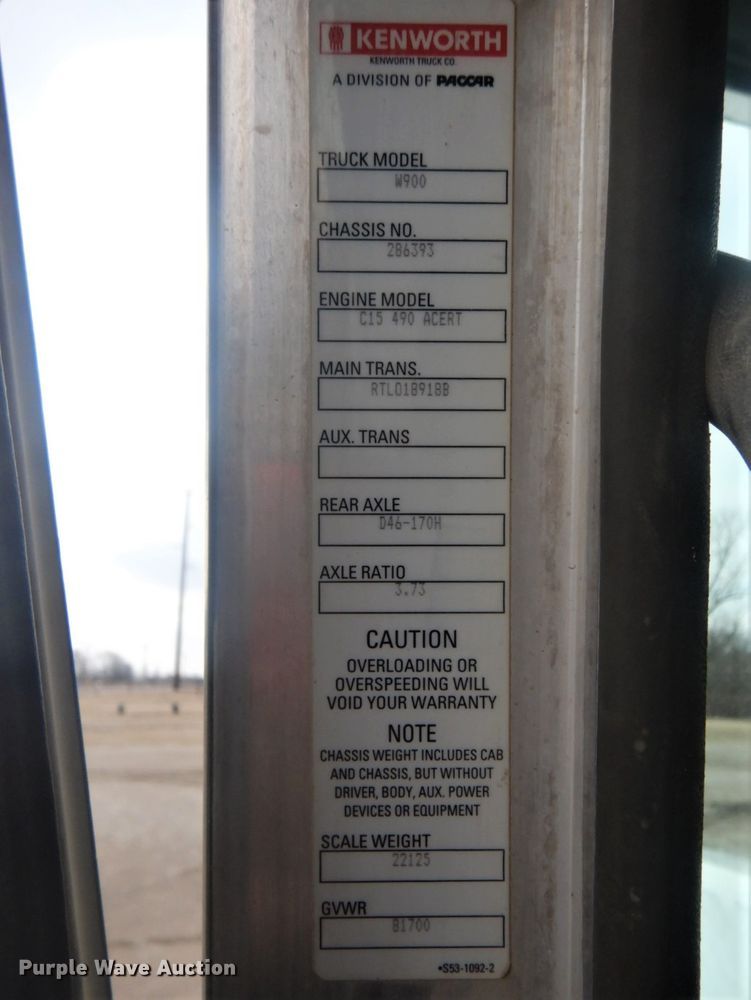 KENWORTH
KENWORTH TRUCK CO.
A DIVISION OF PACCAR
TRUCK MODEL
W900
CHASSIS NO.
286393
ENGINE MODEL
C15 490 ACERT
MAIN TRANS.
RTLO18918B
AUX. TRANS
REAR AXLE
D46-170H
AXLE RATIO
3.73
CAUTION
OVERLOADING OR
OVERSPEEDING WILL
VOID YOUR WARRANTY
NOTE
CHASSIS WEIGHT INCLUDES CAB
AND CHASSIS, BUT WITHOUT
DRIVER, BODY, AUX. POWER
DEVICES OR EQUIPMENT
SCALE WEIGHT
22125
GVWR
81700
•S53-1092-2
Purple Wave Auction